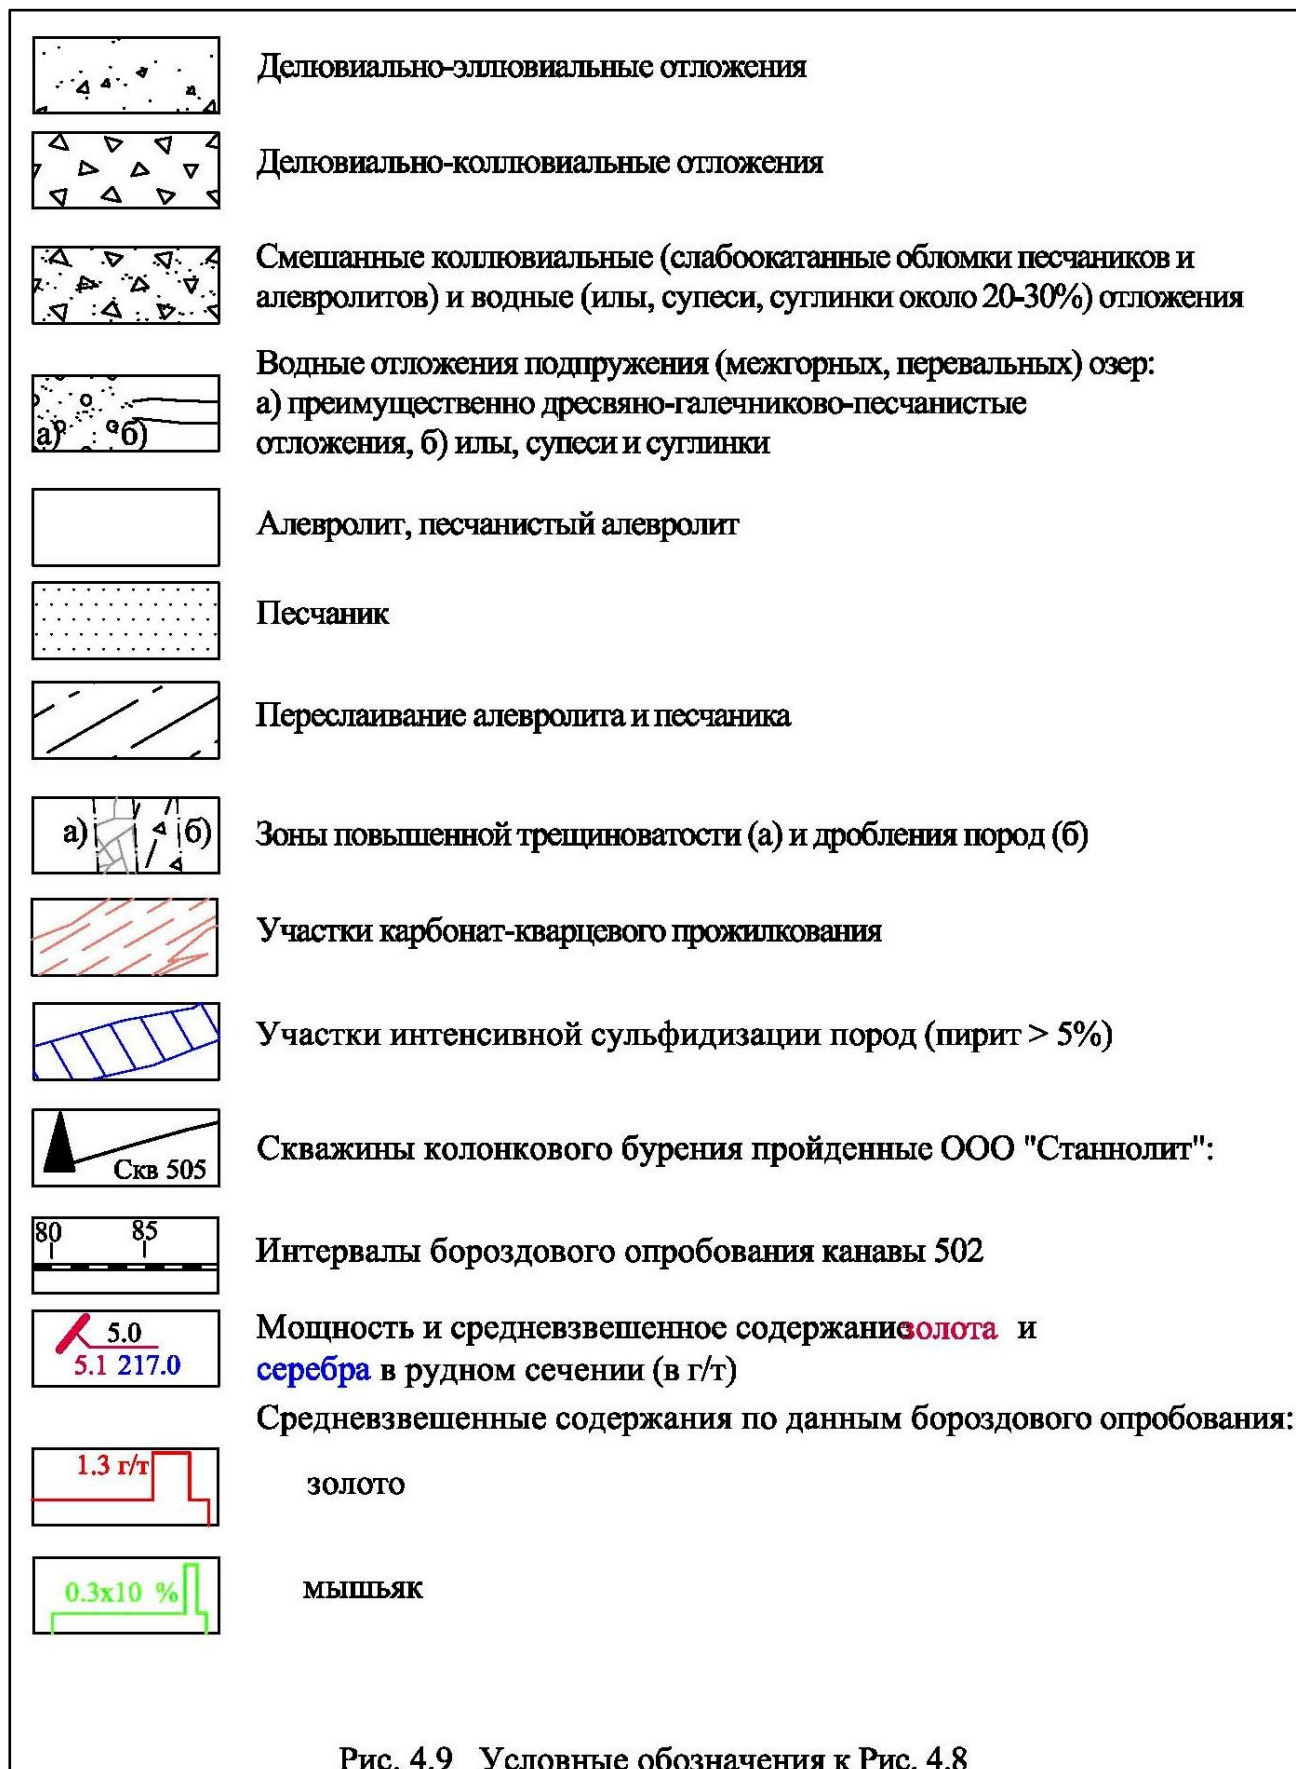 Делювиально-эллювиальные отложения
Делювиально-коллювиальные отложения
Смешанные коллювиальные (слабоокатанные обломки песчаников и
алевролитов) и водные (илы, супеси, суглинки около 20-30%) отложения
Водные отложения подпружения (межгорных, перевальных) озер:
а) преимущественно дресвяно-галечниково-песчанистые
отложения, б) илы, супеси и суглинки
а) б)
Алевролит, песчанистый алевролит
Песчаник
Переслаивание алевролита и песчаника
а) б)
Зоны повышенной трещиноватости (а) и дробления пород (б)
Участки карбонат-кварцевого прожилкования
Участки интенсивной сульфидизации пород (пирит > 5%)
Скв 505
Скважины колонкового бурения пройденные ООО "Станнолит":
80 85
Интервалы бороздового опробования канавы 502
5.0
5.1 217.0
Мощность и средневзвешенное содержание золота и
серебра в рудном сечении (в г/т)
Средневзвешенные содержания по данным бороздового опробования:
1.3 г/т
золото
0.3x10 %
мышьяк
Рис. 4.9 Условные обозначения к Рис. 4.8